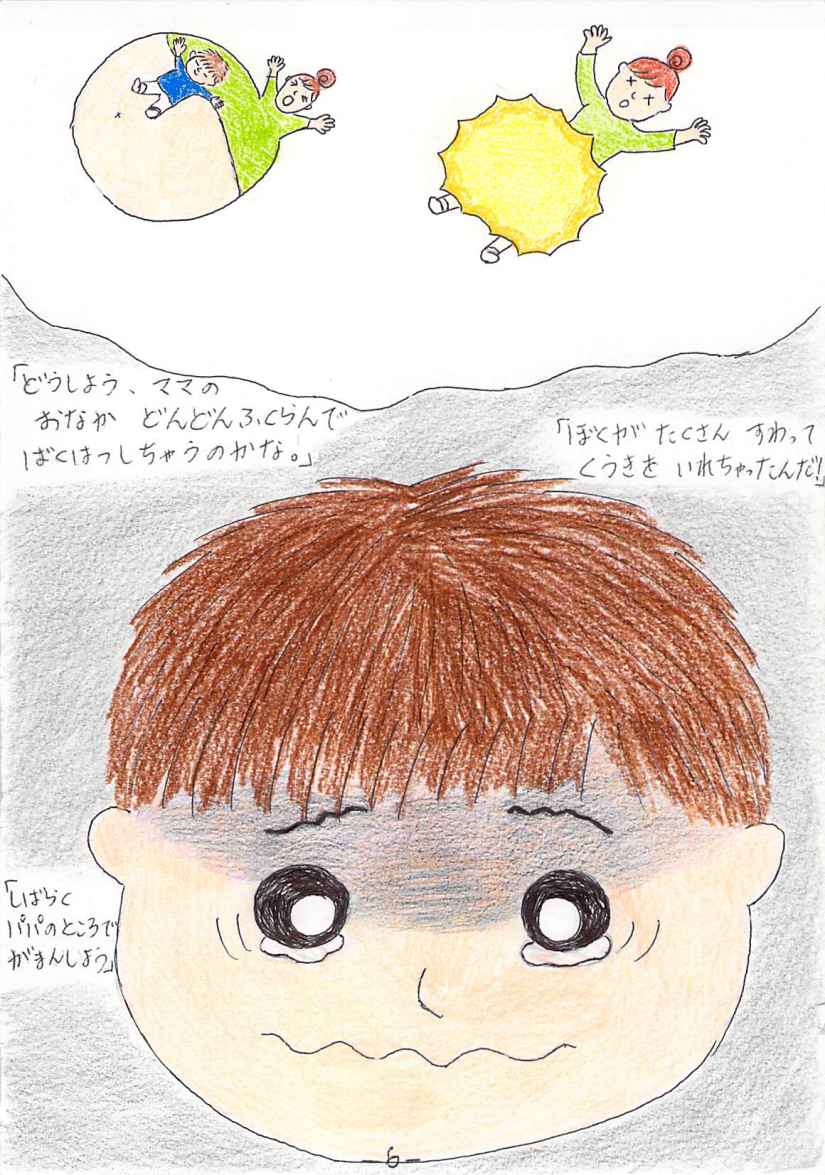 「どうしよう、ママの
おなか どんどんふくらんで
ばくはつしちゃうのかな。」
「ぼくが たくさん すわって
くうきを いれちゃったんだ!」
「しばらく
パパのところで
がまんしよう」
-6-